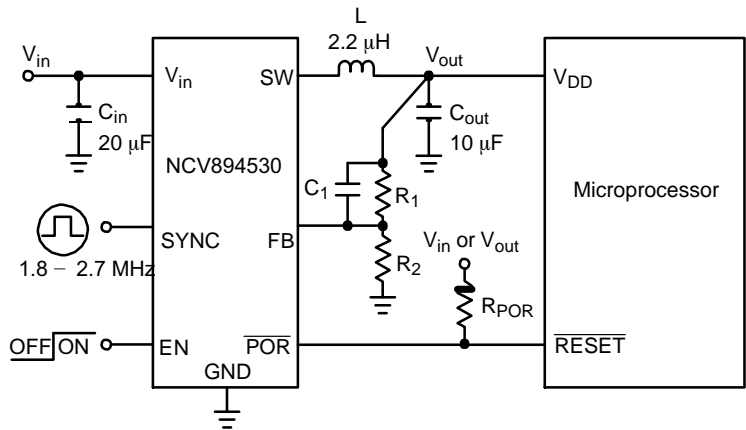 L
2.2 μH
Vin
Vin
SW
Vout
VDD
Cin
20 μF
Cout
10 μF
NCV894530
C1
R1
Microprocessor
SYNC
FB
R2
Vin or Vout
1.8 – 2.7 MHz
RPOR
OFF ON
EN
POR
RESET
GND